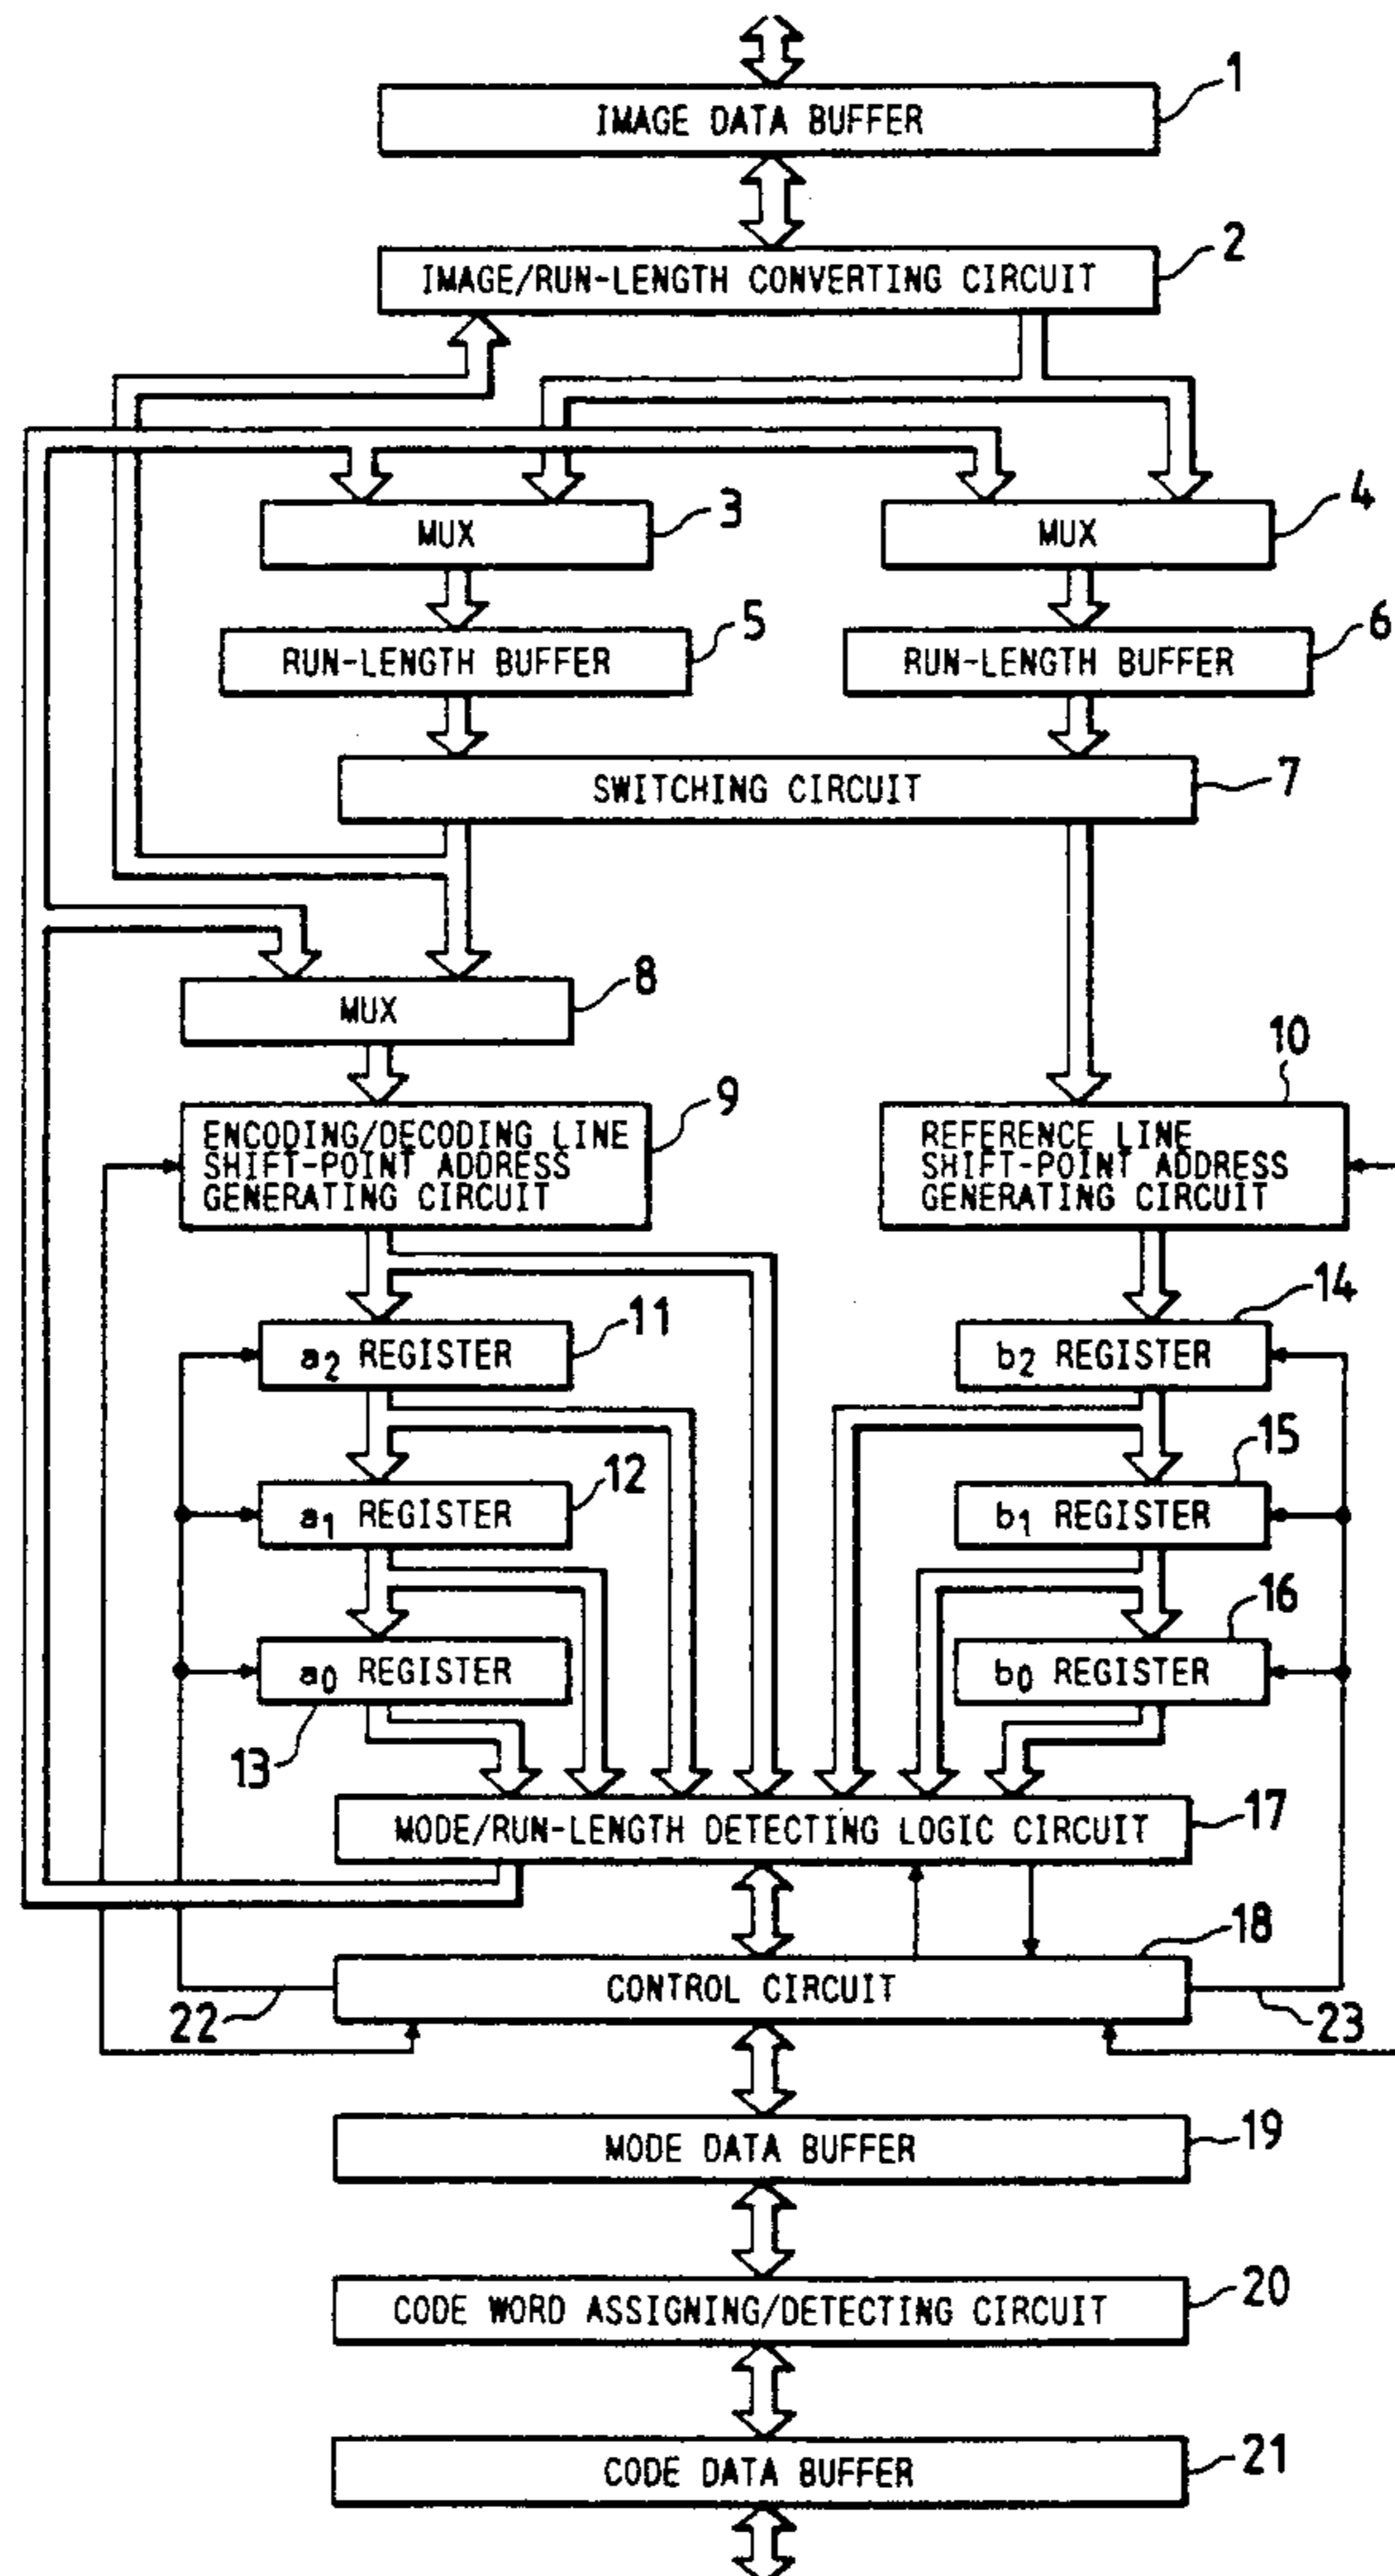 1
IMAGE DATA BUFFER
2
IMAGE/RUN-LENGTH CONVERTING CIRCUIT
MUX
3
MUX
4
RUN-LENGTH BUFFER
5
RUN-LENGTH BUFFER
6
SWITCHING CIRCUIT
7
MUX
8
ENCODING/DECODING LINE
SHIFT-POINT ADDRESS
GENERATING CIRCUIT
9
10
REFERENCE LINE
SHIFT-POINT ADDRESS
GENERATING CIRCUIT
a2 REGISTER
11
b2 REGISTER
14
a1 REGISTER
12
b1 REGISTER
15
a0 REGISTER
13
b0 REGISTER
16
MODE/RUN-LENGTH DETECTING LOGIC CIRCUIT
17
CONTROL CIRCUIT
18
22
23
MODE DATA BUFFER
19
CODE WORD ASSIGNING/DETECTING CIRCUIT
20
CODE DATA BUFFER
21